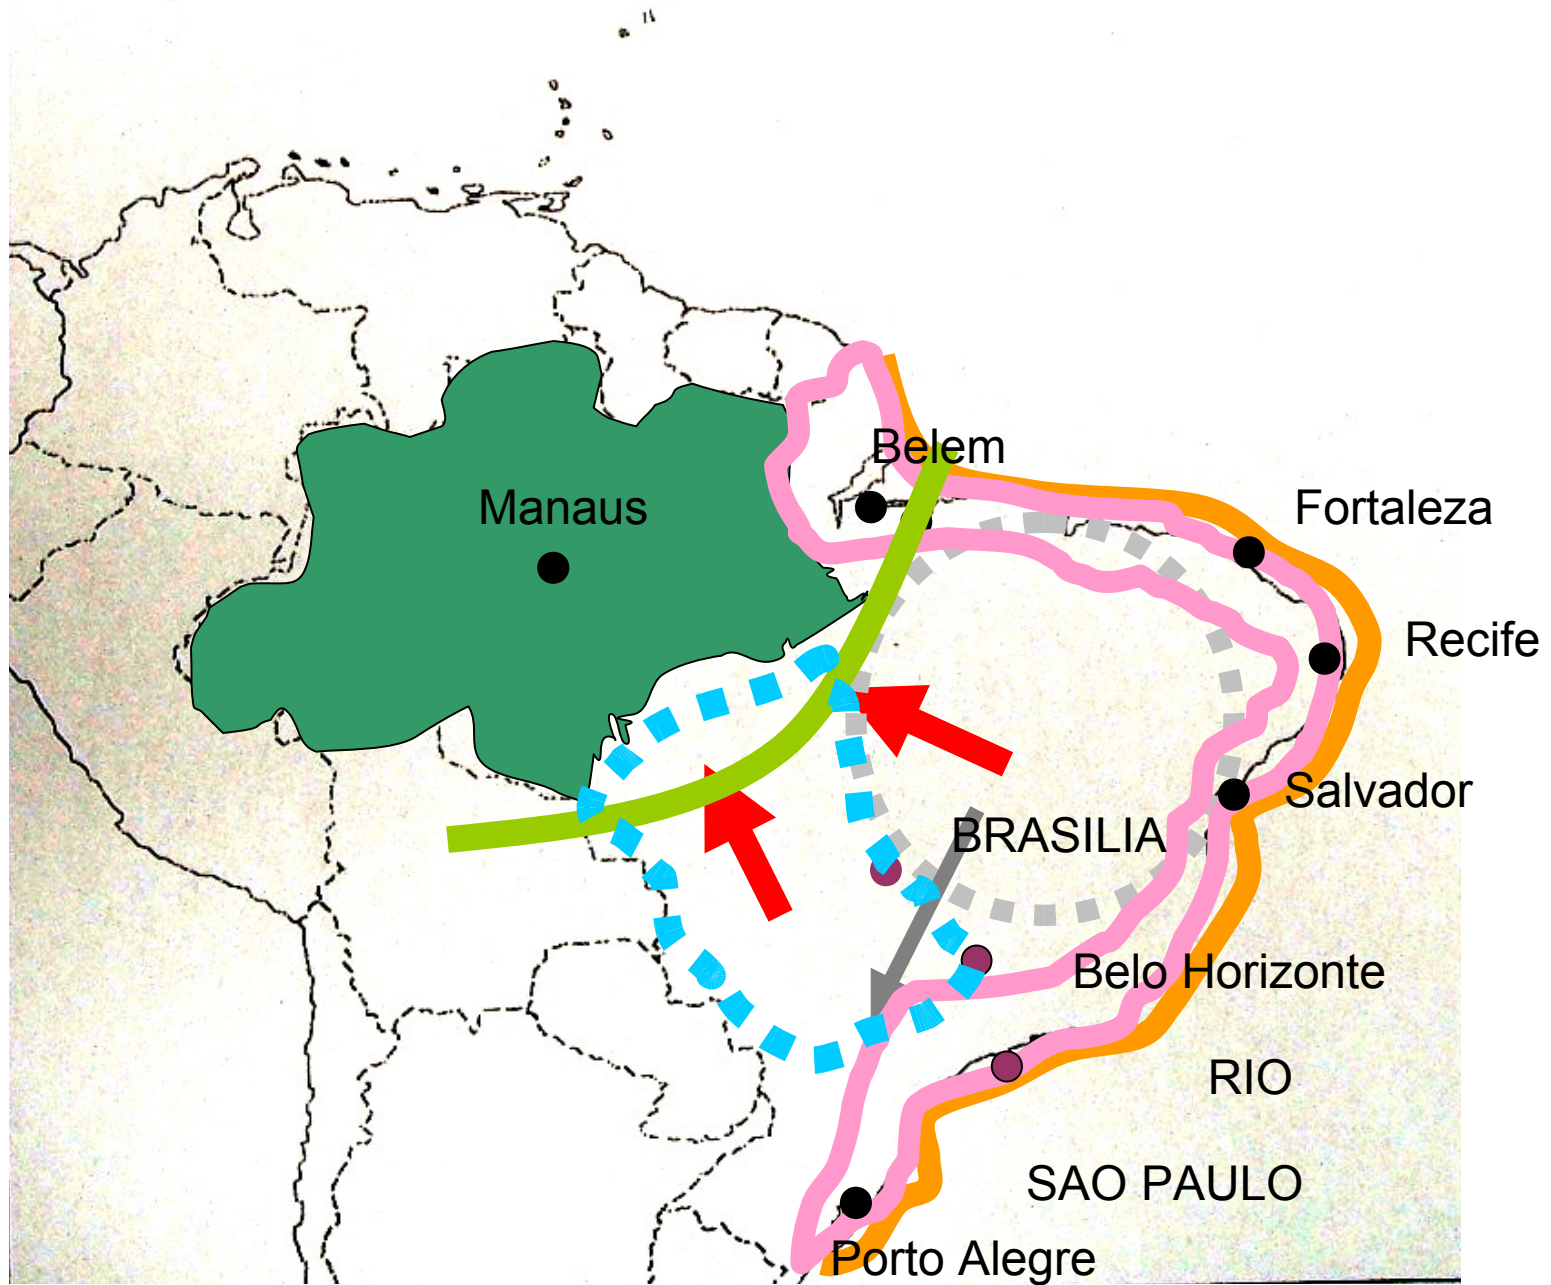 Belem
Manaus
Fortaleza
Recife
Salvador
BRASILIA
Belo Horizonte
RIO
SAO PAULO
Porto Alegre